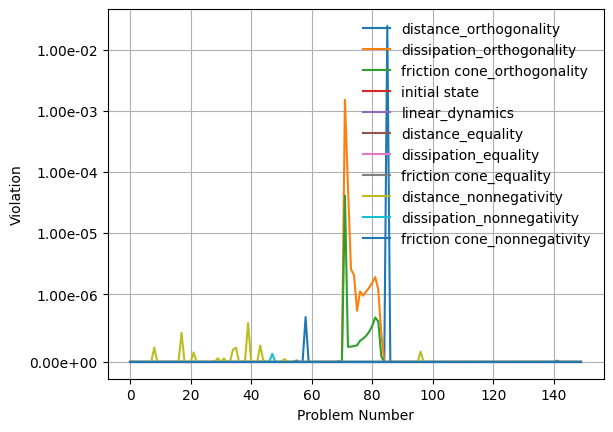 distance_orthogonality
dissipation_orthogonality
friction cone_orthogonality
initial state
linear_dynamics
distance_equality
dissipation_equality
friction cone_equality
distance_nonnegativity
dissipation_nonnegativity
friction cone_nonnegativity
1.00e-02
1.00e-03
1.00e-04
1.00e-05
1.00e-06
0.00e+00
Violation
0 20 40 60 80 100 120 140
Problem Number